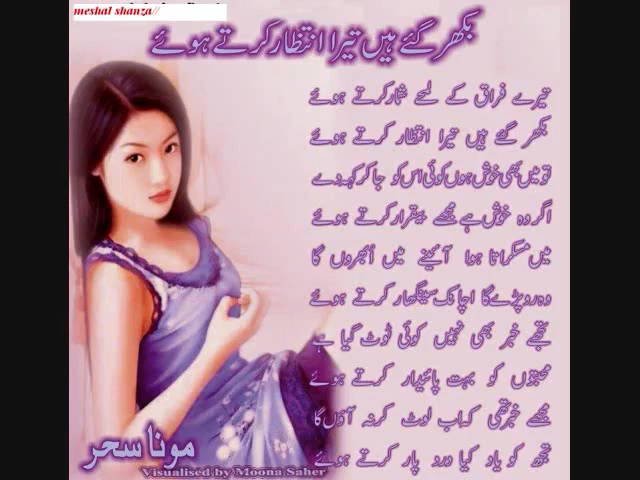 meshal shanza//
بکھر گئے ہیں تیرا انتظار کرتے ہوئے
تیرے فراق کے لمحے شمار کرتے ہوئے
بکھر گئے ہیں تیرا انتظار کرتے ہوئے
تو میں بھی خوش ہوں کوئی اس کو جا کر کہہ دے
اگر وہ خوش ہے مجھے بیقرار کرتے ہوئے
میں مسکراتا ہوا آئینے میں ابھروں گا
وہ رو پڑے گا اچانک سینگھار کرتے ہوئے
تجھے خبر بھی نہیں کوئی ٹوٹ گیا ہے
محبتوں کو بہت پائیدار کرتے ہوئے
مجھے خبر تھی کہ اب لوٹ کر نہ آؤں گا
تجھ کو یاد کیا درد پار کرتے ہوئے
مونا سحر
Visualised by Moona Saher